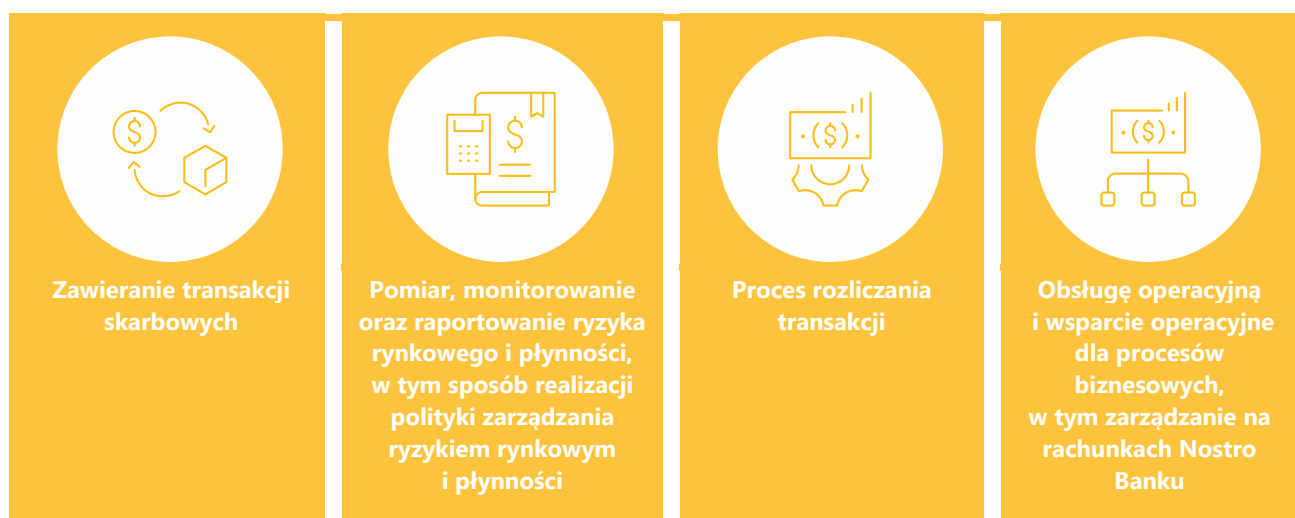 Zawieranie transakcji
skarbowych
Pomiar, monitorowanie
oraz raportowanie ryzyka
rynkowego i płynności,
w tym sposób realizacji
polityki zarządzania
ryzykiem rynkowym
i płynności
Proces rozliczania
transakcji
Obsługę operacyjną
i wsparcie operacyjne
dla procesów
biznesowych,
w tym zarządzanie na
rachunkach Nostro
Banku